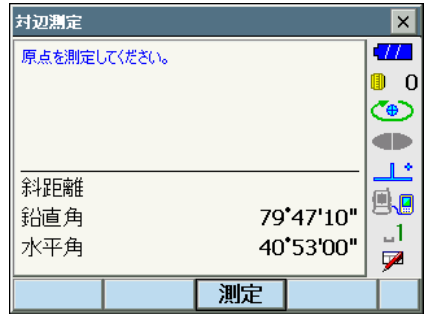 対辺測定
原点を測定してください。
0
斜距離
鉛直角 79°47'10"
水平角 40°53'00"
1
測定